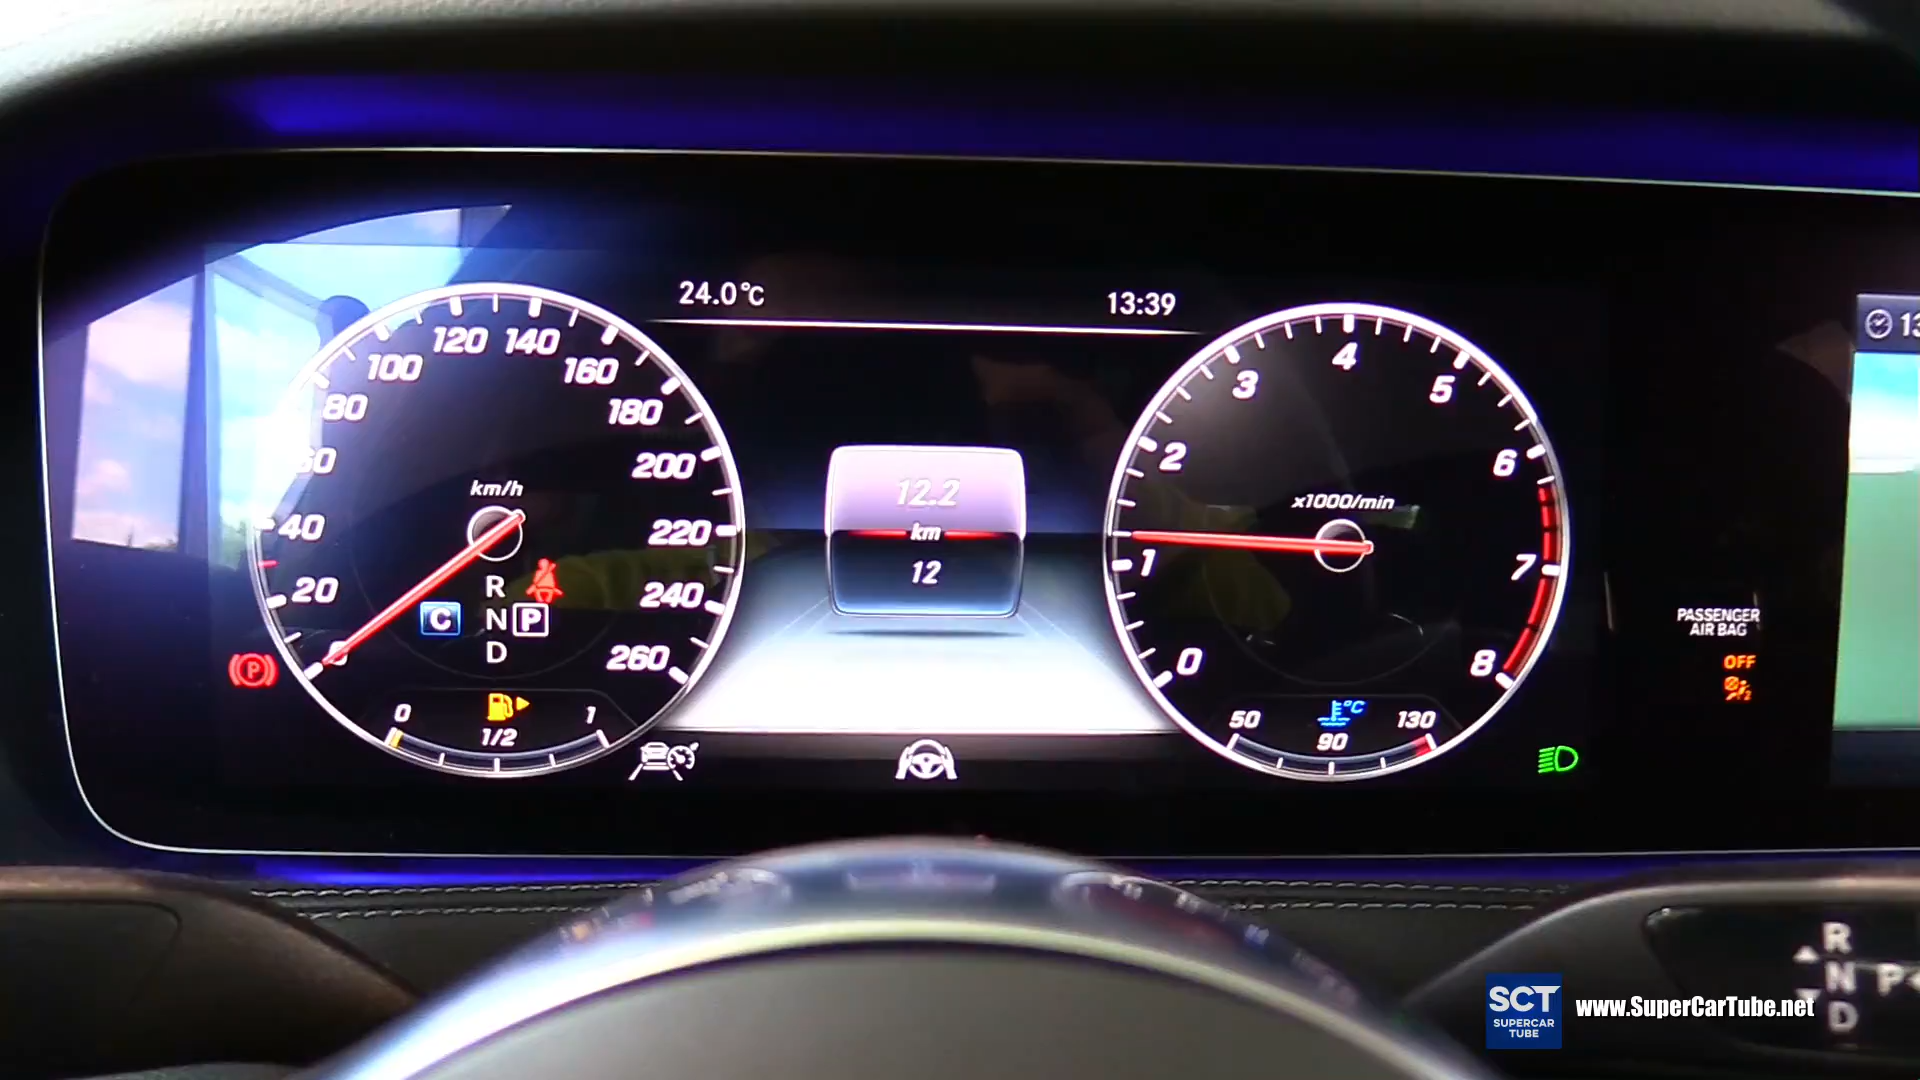 24.0°C
13:39
13
km/h
20
40
60
80
100
120
140
160
180
200
220
240
260
R
N
D
C
P
P
0
1/2
1
12.2
km
12
x1000/min
0
1
2
3
4
5
6
7
8
°C
50
90
130
PASSENGER
AIR BAG
OFF
R
N P
D
SCT
SUPERCAR
TUBE
www.SuperCarTube.net